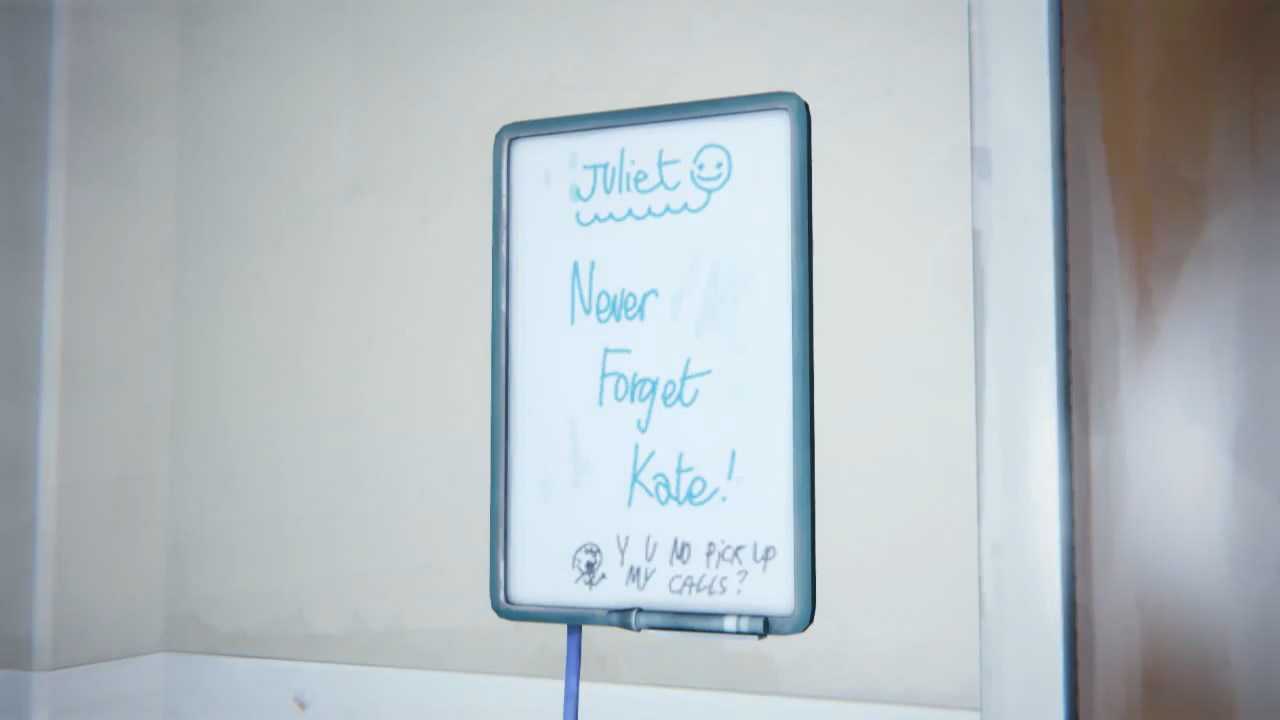 Juliet
Never
Forget
Kate!
Y U NO PiCK UP
MY CALLS?